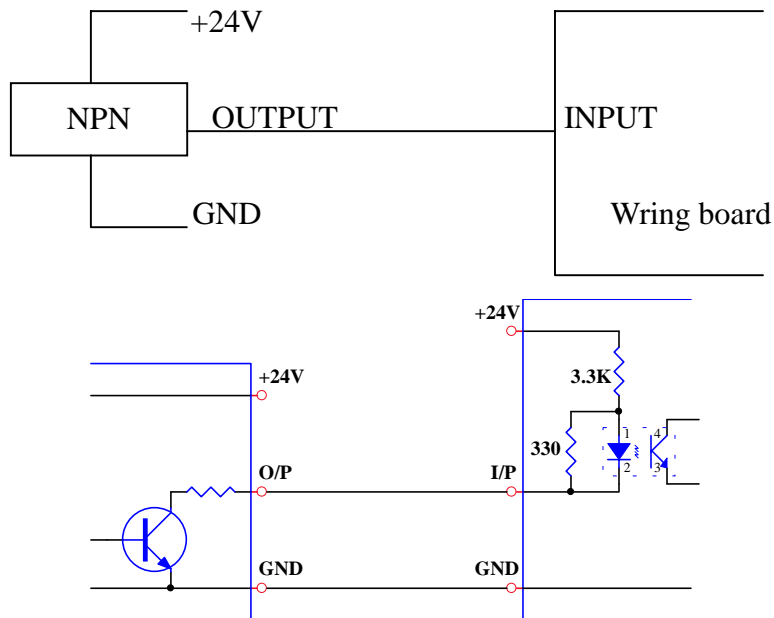 +24V
NPN
OUTPUT
INPUT
GND
Wring board
+24V
3.3K
+24V
1
4
330
2
3
O/P
I/P
GND
GND